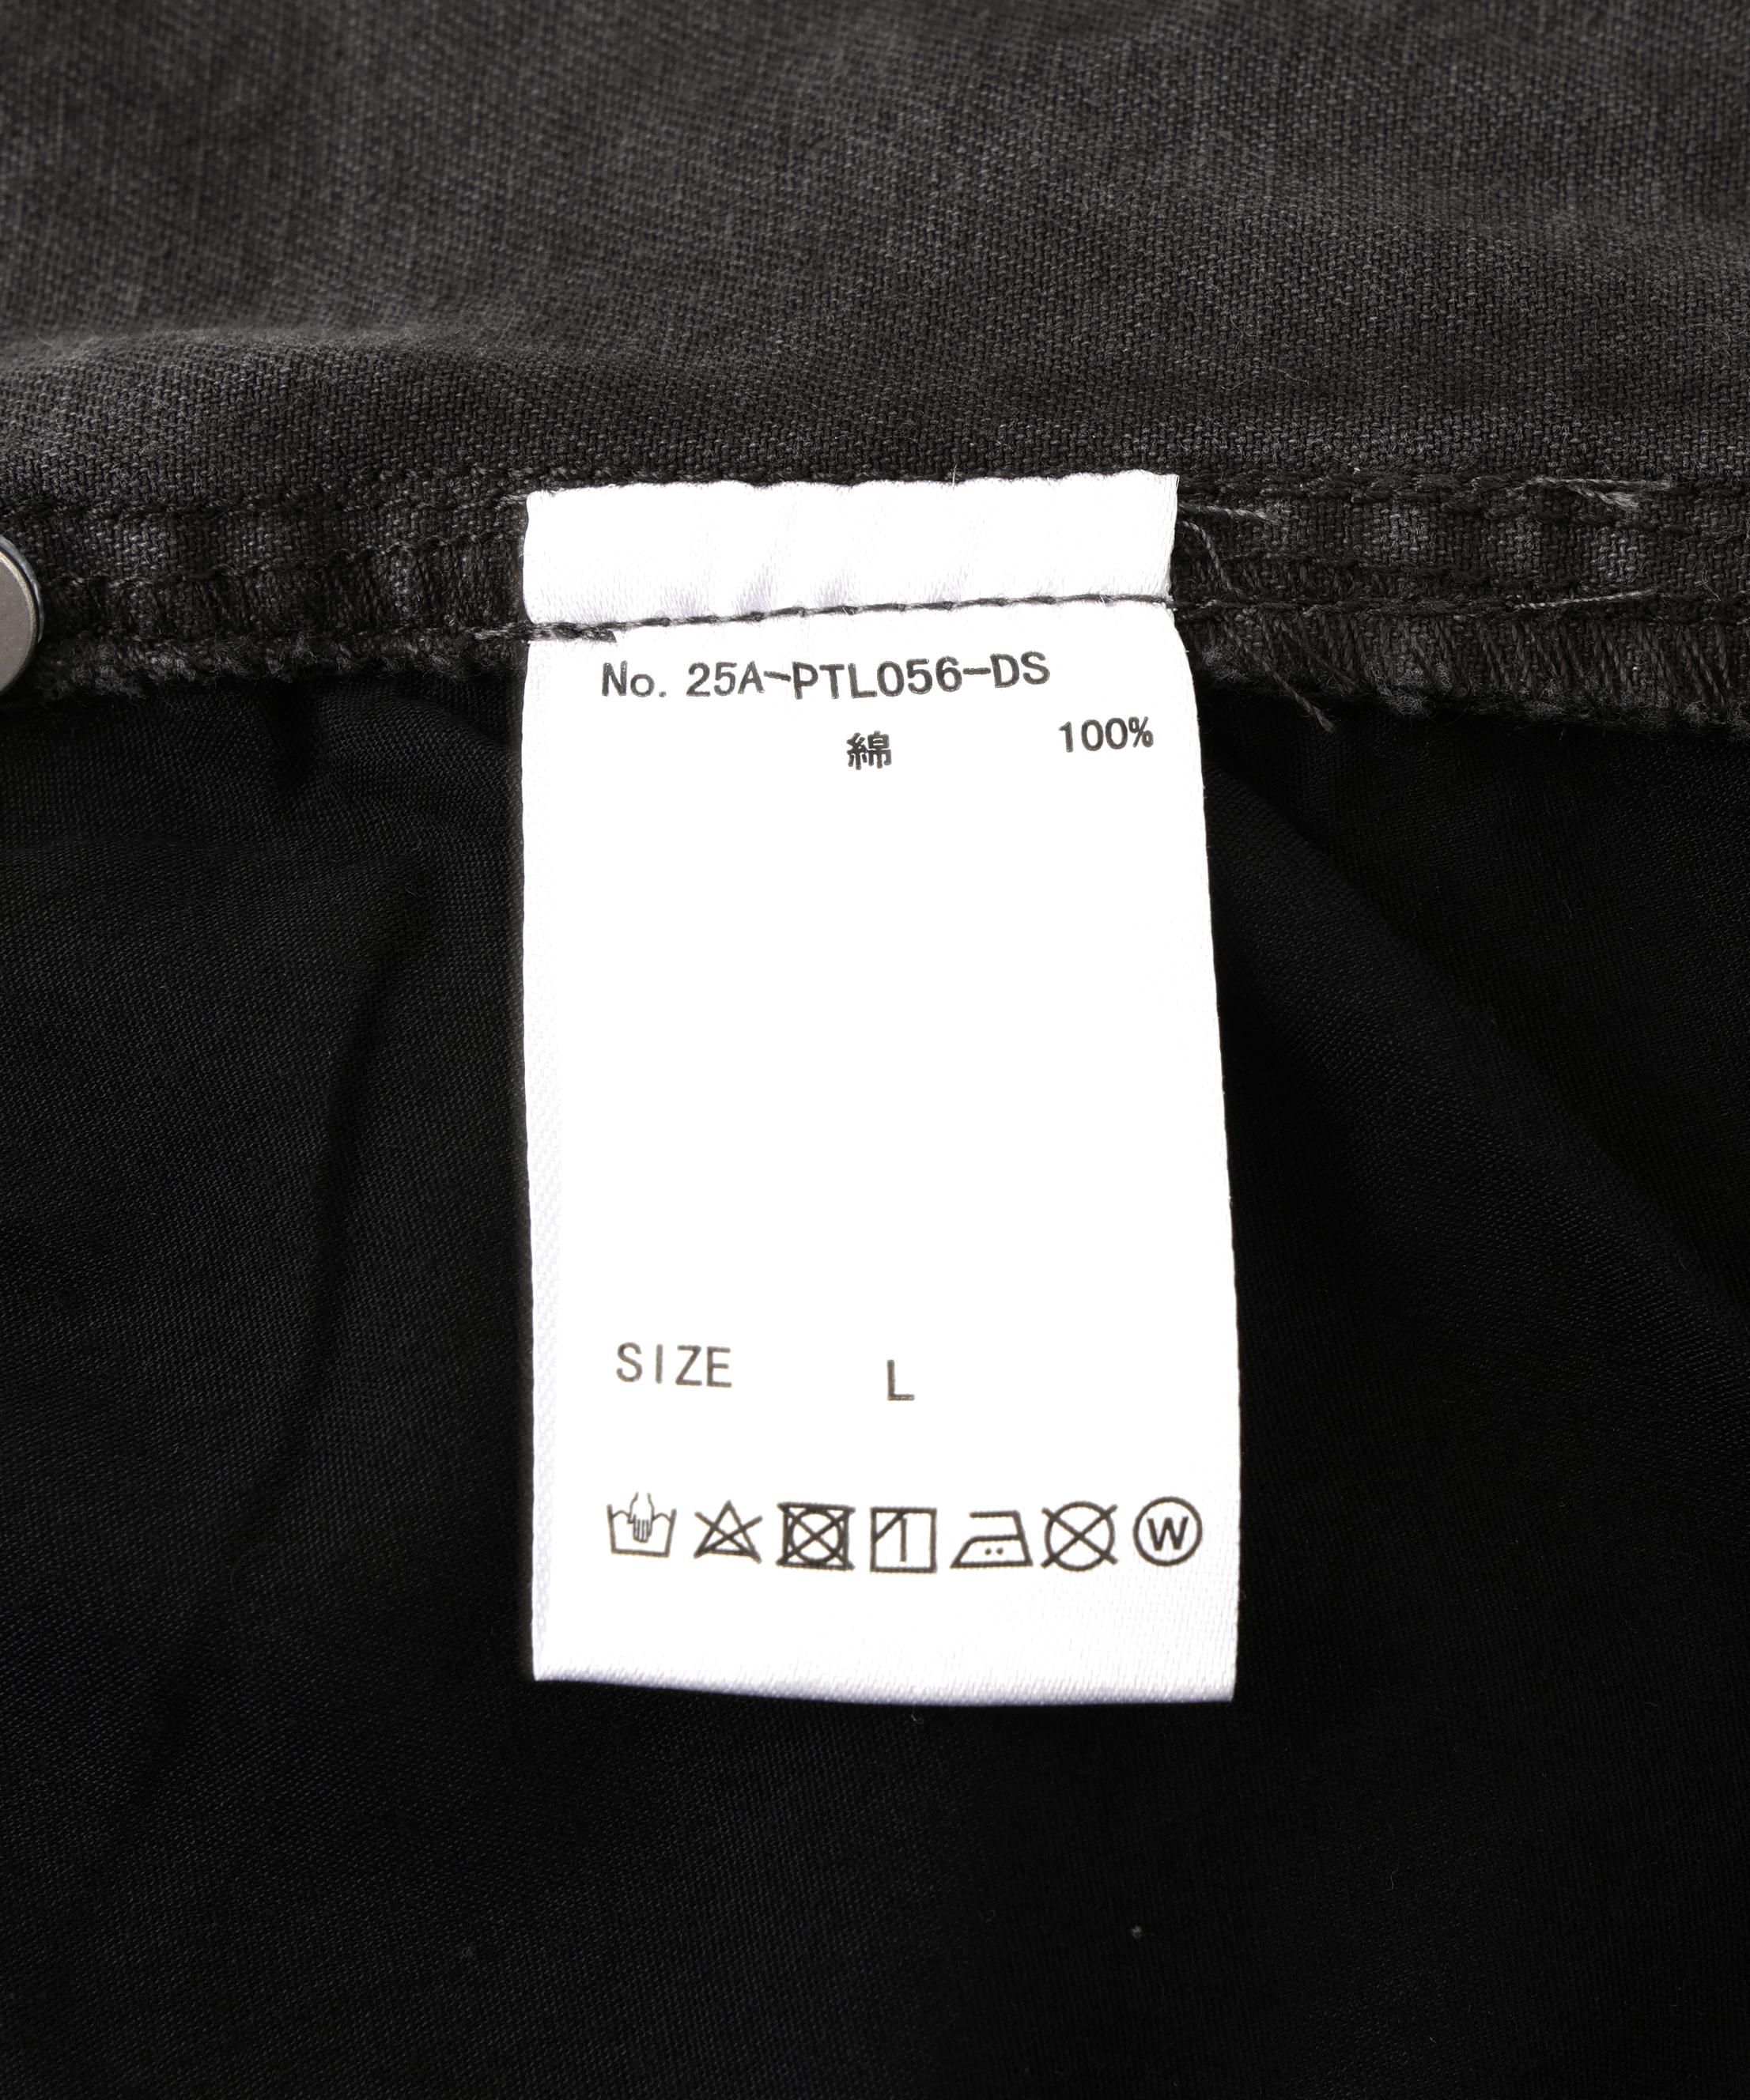 No. 25A-PTL056-DS
綿 100%
SIZE L
W